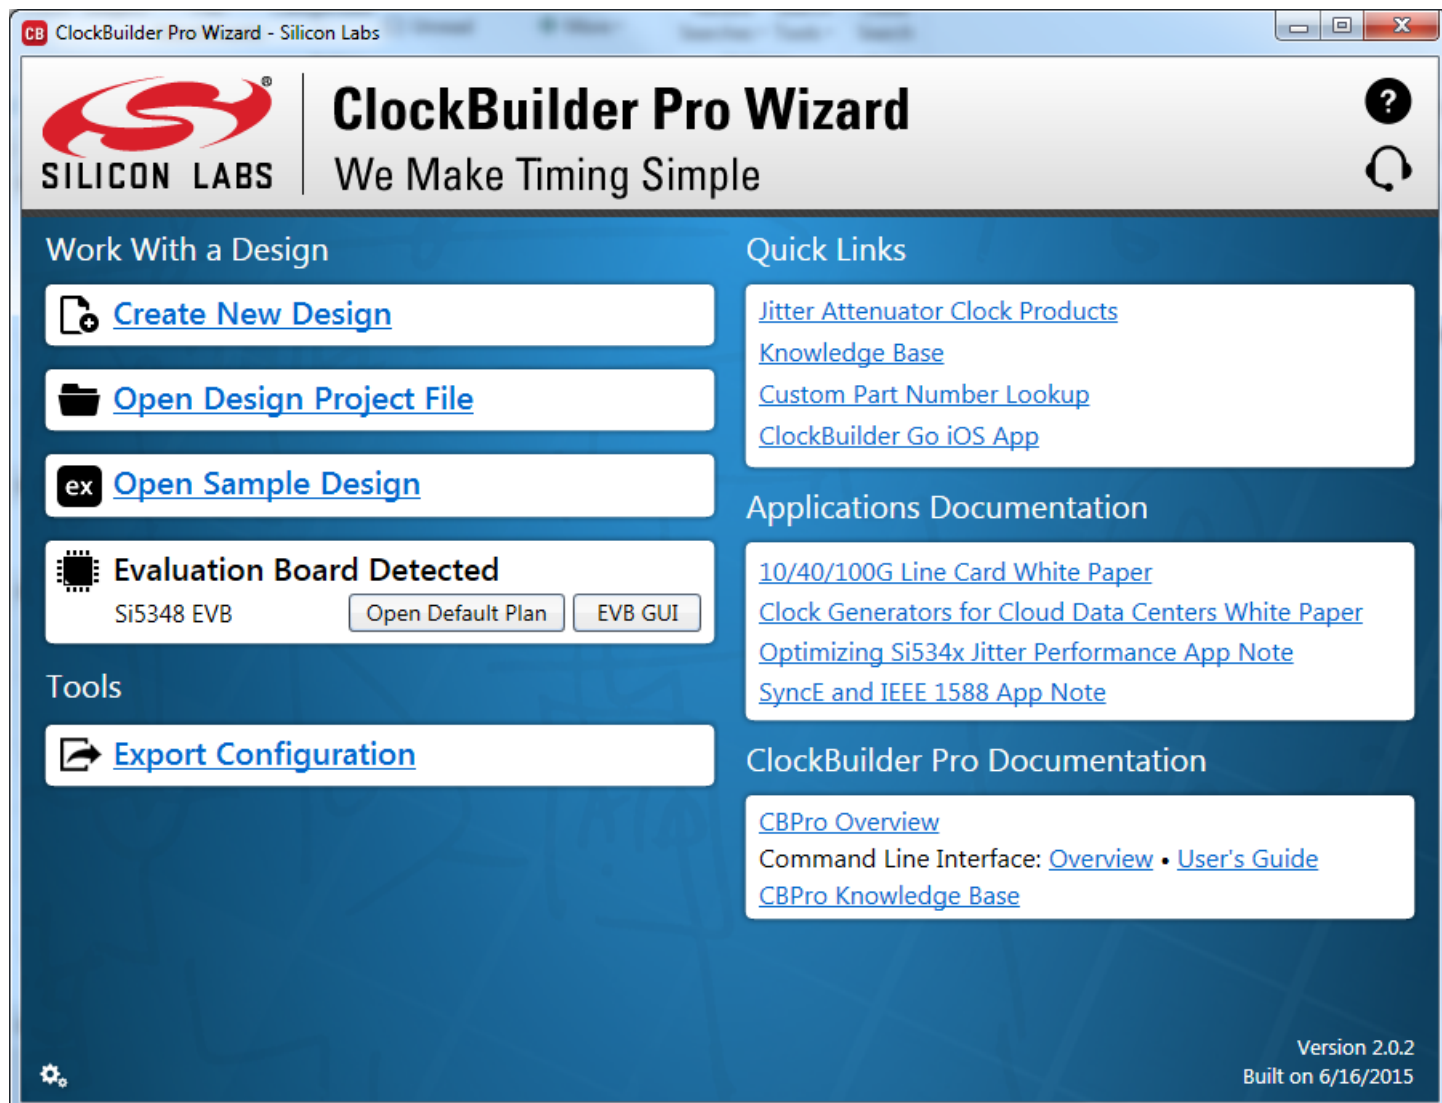 CB ClockBuilder Pro Wizard - Silicon Labs
SILICON LABS
®
ClockBuilder Pro Wizard
We Make Timing Simple
?
Work With a Design
Create New Design
Open Design Project File
ex Open Sample Design
Evaluation Board Detected
Si5348 EVB Open Default Plan EVB GUI
Tools
Export Configuration
Quick Links
Jitter Attenuator Clock Products
Knowledge Base
Custom Part Number Lookup
ClockBuilder Go iOS App
Applications Documentation
10/40/100G Line Card White Paper
Clock Generators for Cloud Data Centers White Paper
Optimizing Si534x Jitter Performance App Note
SyncE and IEEE 1588 App Note
ClockBuilder Pro Documentation
CBPro Overview
Command Line Interface: Overview • User's Guide
CBPro Knowledge Base
Version 2.0.2
Built on 6/16/2015